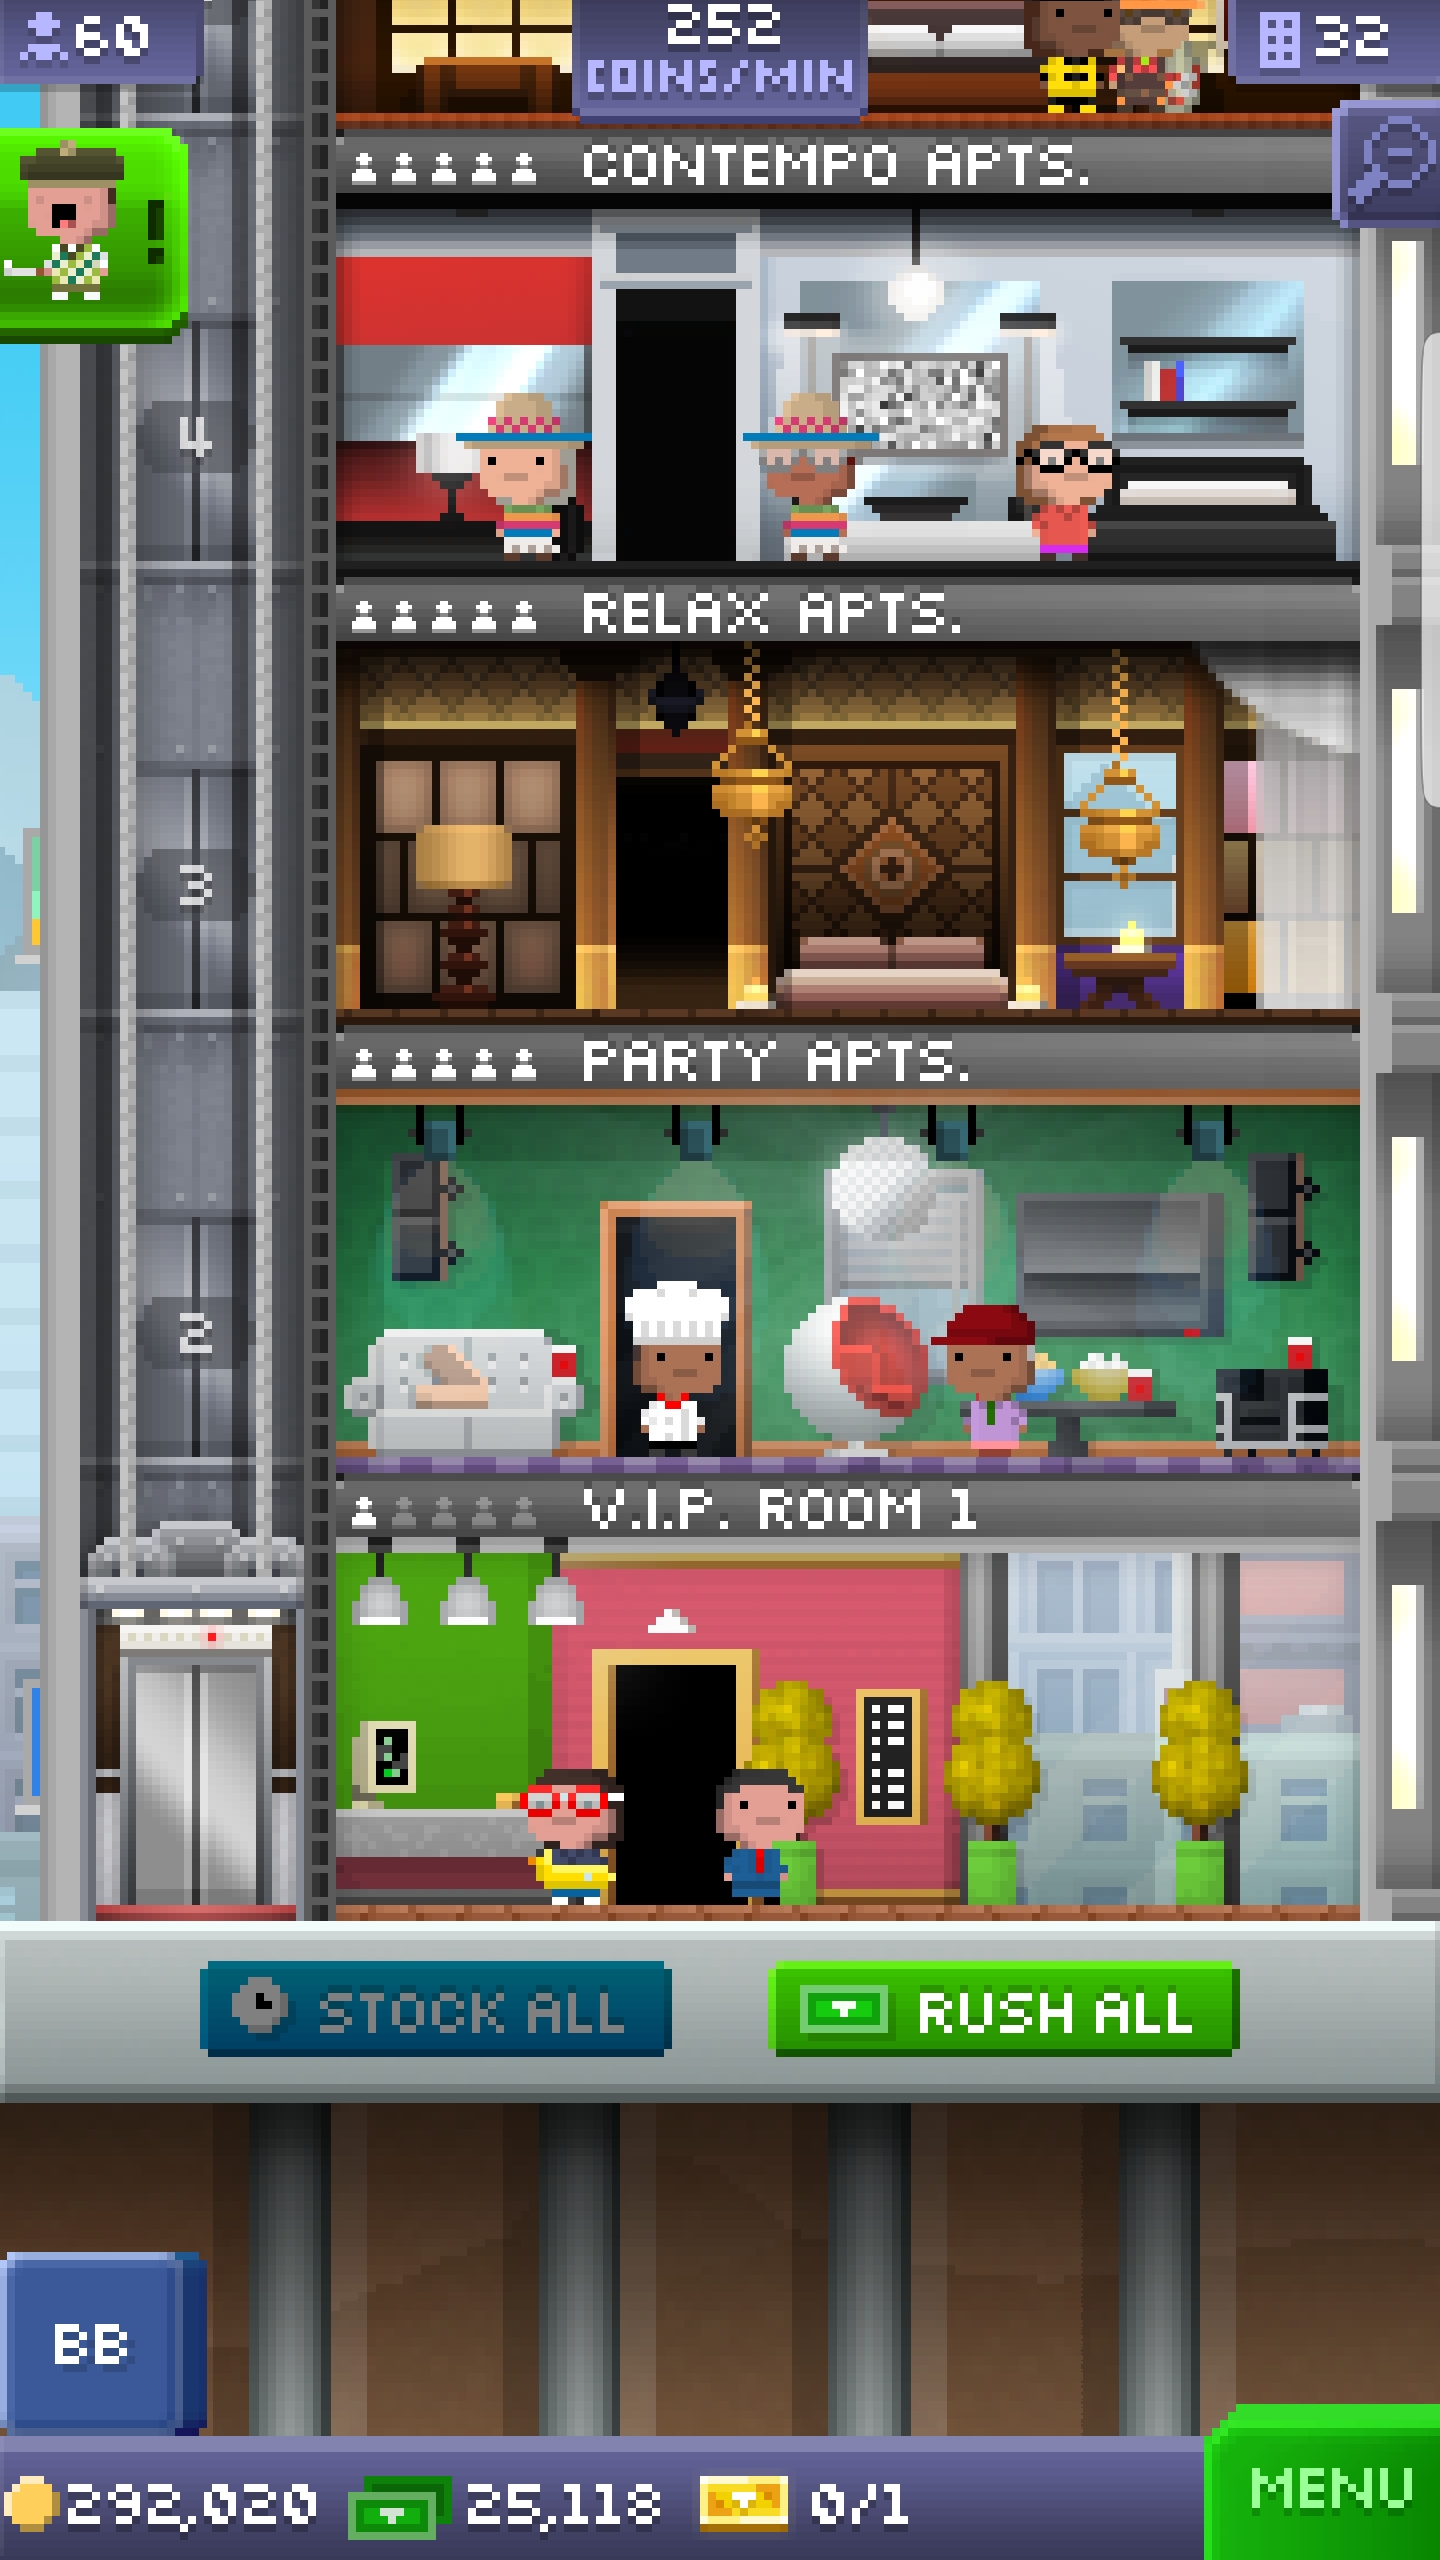 60
252
COINS/MIN
32
CONTEMPO APTS.
!
4
RELAX APTS.
3
PARTY APTS.
2
V.I.P. ROOM 1
STOCK ALL
RUSH ALL
BB
292,020
25,118
0/1
MENU